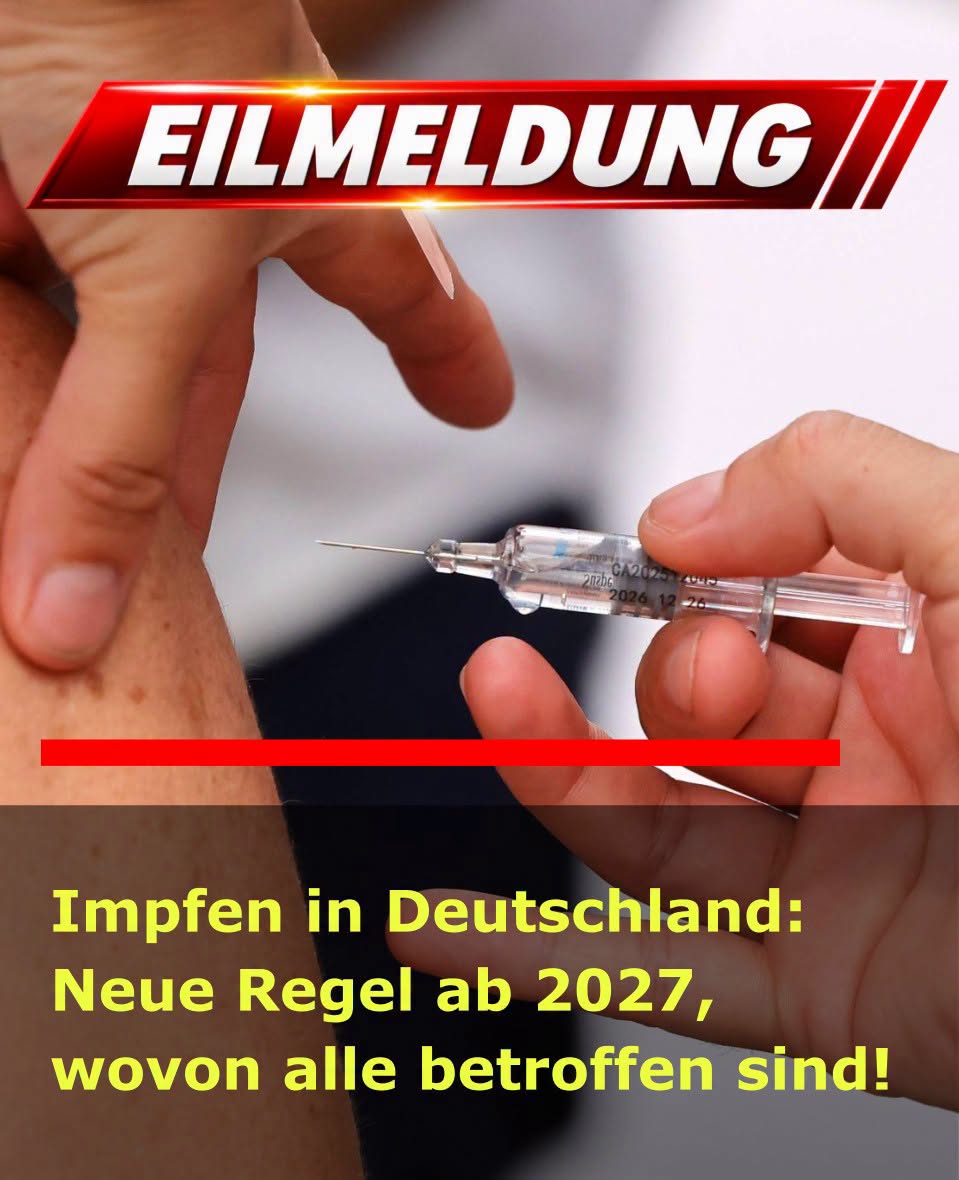 EILMELDUNG
2026 12 26
Impfen in Deutschland:
Neue Regel ab 2027,
wovon alle betroffen sind!